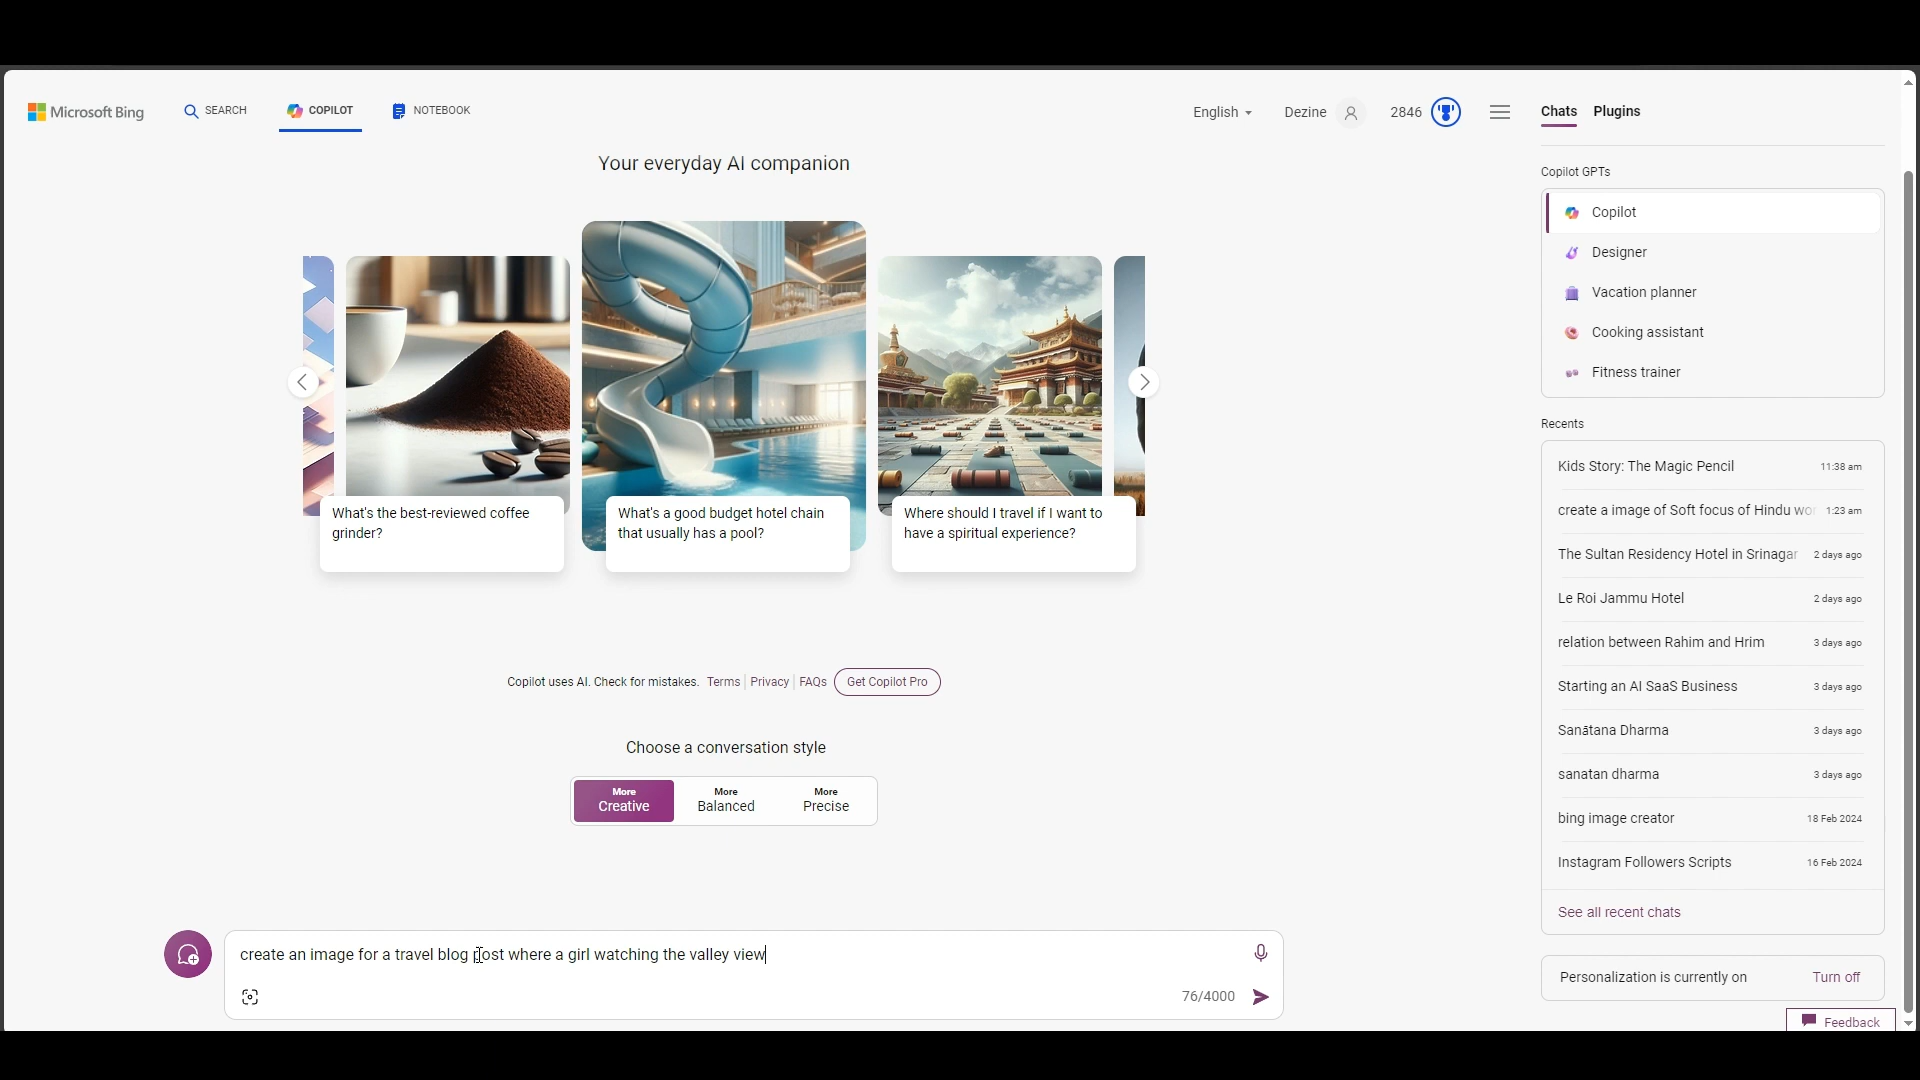 Microsoft Bing
SEARCH
COPILOT
NOTEBOOK
English
Dezine
2846
Chats
Plugins
Your everyday AI companion
What's the best-reviewed coffee
grinder?
What's a good budget hotel chain
that usually has a pool?
Where should I travel if I want to
have a spiritual experience?
Copilot uses AI. Check for mistakes. Terms | Privacy | FAQs
Get Copilot Pro
Choose a conversation style
More
Creative
More
Balanced
More
Precise
create an image for a travel blog post where a girl watching the valley view
76/4000
Copilot GPTs
Copilot
Designer
Vacation planner
Cooking assistant
Fitness trainer
Recents
Kids Story: The Magic Pencil 11:38 am
create a image of Soft focus of Hindu 1:23 am
The Sultan Residency Hotel in Srinagar 2 days ago
Le Roi Jammu Hotel 2 days ago
relation between Rahim and Hrim 3 days ago
Starting an AI SaaS Business 3 days ago
Sanātana Dharma 3 days ago
sanatan dharma 3 days ago
bing image creator 18 Feb 2024
Instagram Followers Scripts 16 Feb 2024
See all recent chats
Personalization is currently on Turn off
Feedback